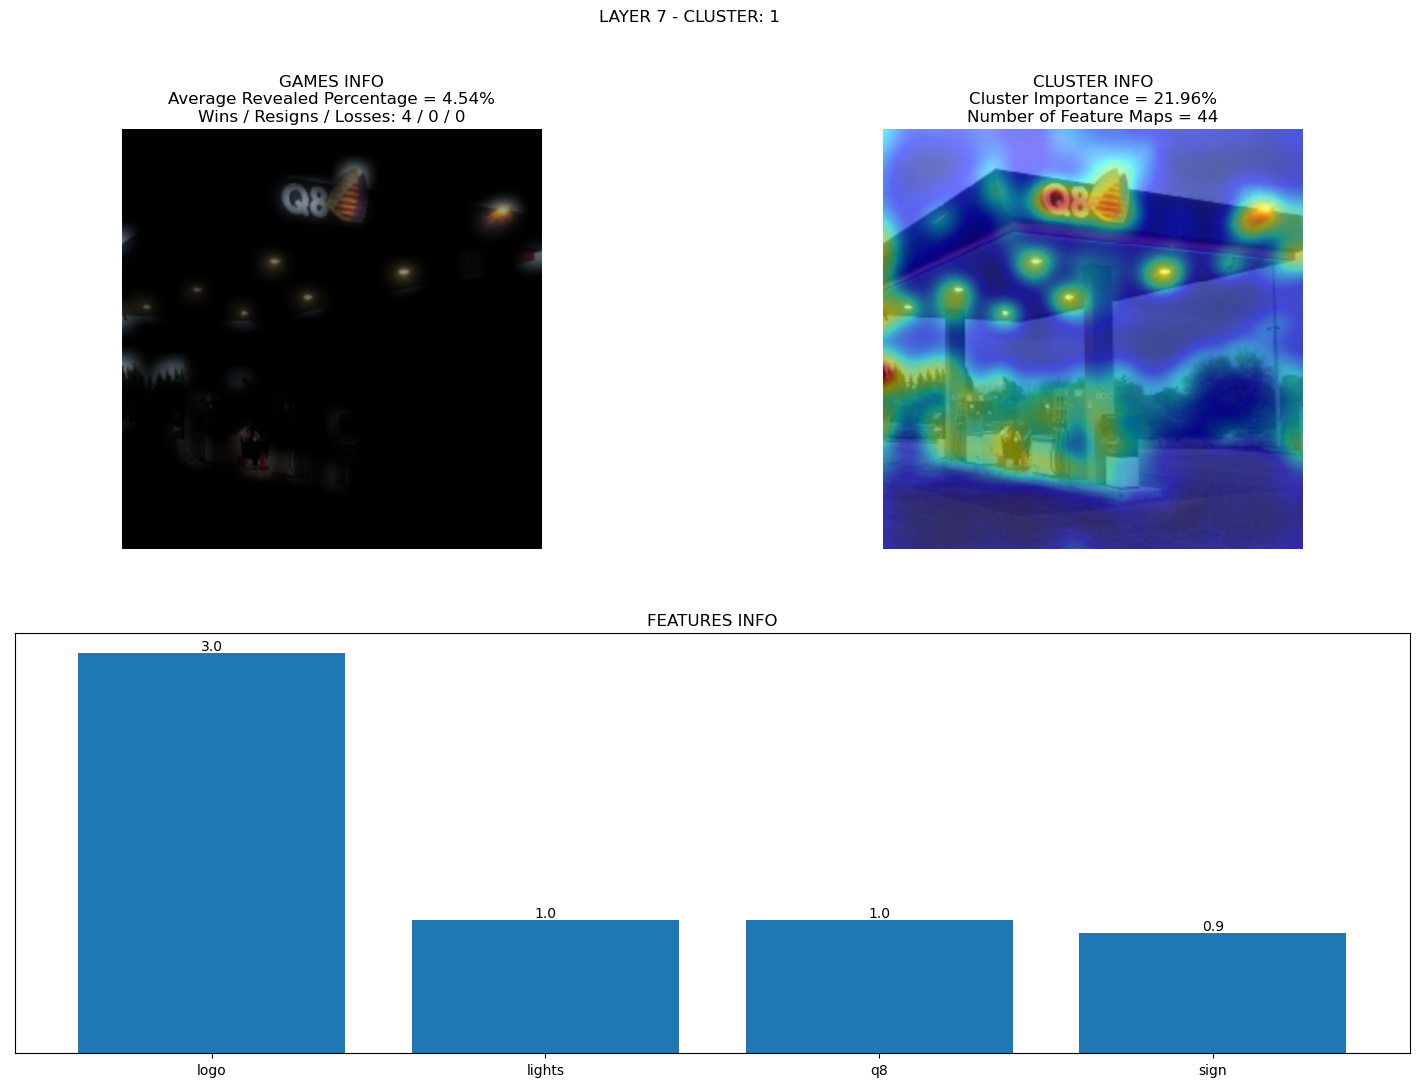 LAYER 7 - CLUSTER: 1
GAMES INFO
Average Revealed Percentage = 4.54%
Wins / Resigns / Losses: 4 / 0 / 0
CLUSTER INFO
Cluster Importance = 21.96%
Number of Feature Maps = 44
Q8
Q8
FEATURES INFO
3.0
1.0
1.0
0.9
logo
lights
q8
sign